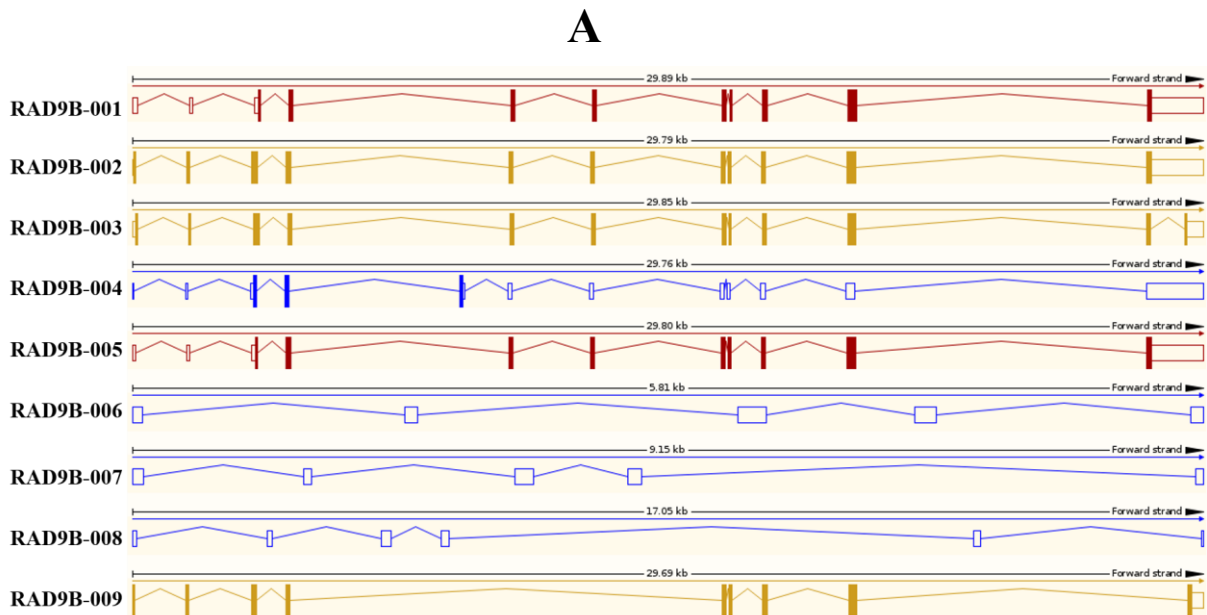 A
29.89 kb Forward strand
RAD9B-001
29.79 kb Forward strand
RAD9B-002
29.85 kb Forward strand
RAD9B-003
29.76 kb Forward strand
RAD9B-004
29.80 kb Forward strand
RAD9B-005
5.81 kb Forward strand
RAD9B-006
9.15 kb Forward strand
RAD9B-007
17.05 kb Forward strand
RAD9B-008
29.69 kb Forward strand
RAD9B-009